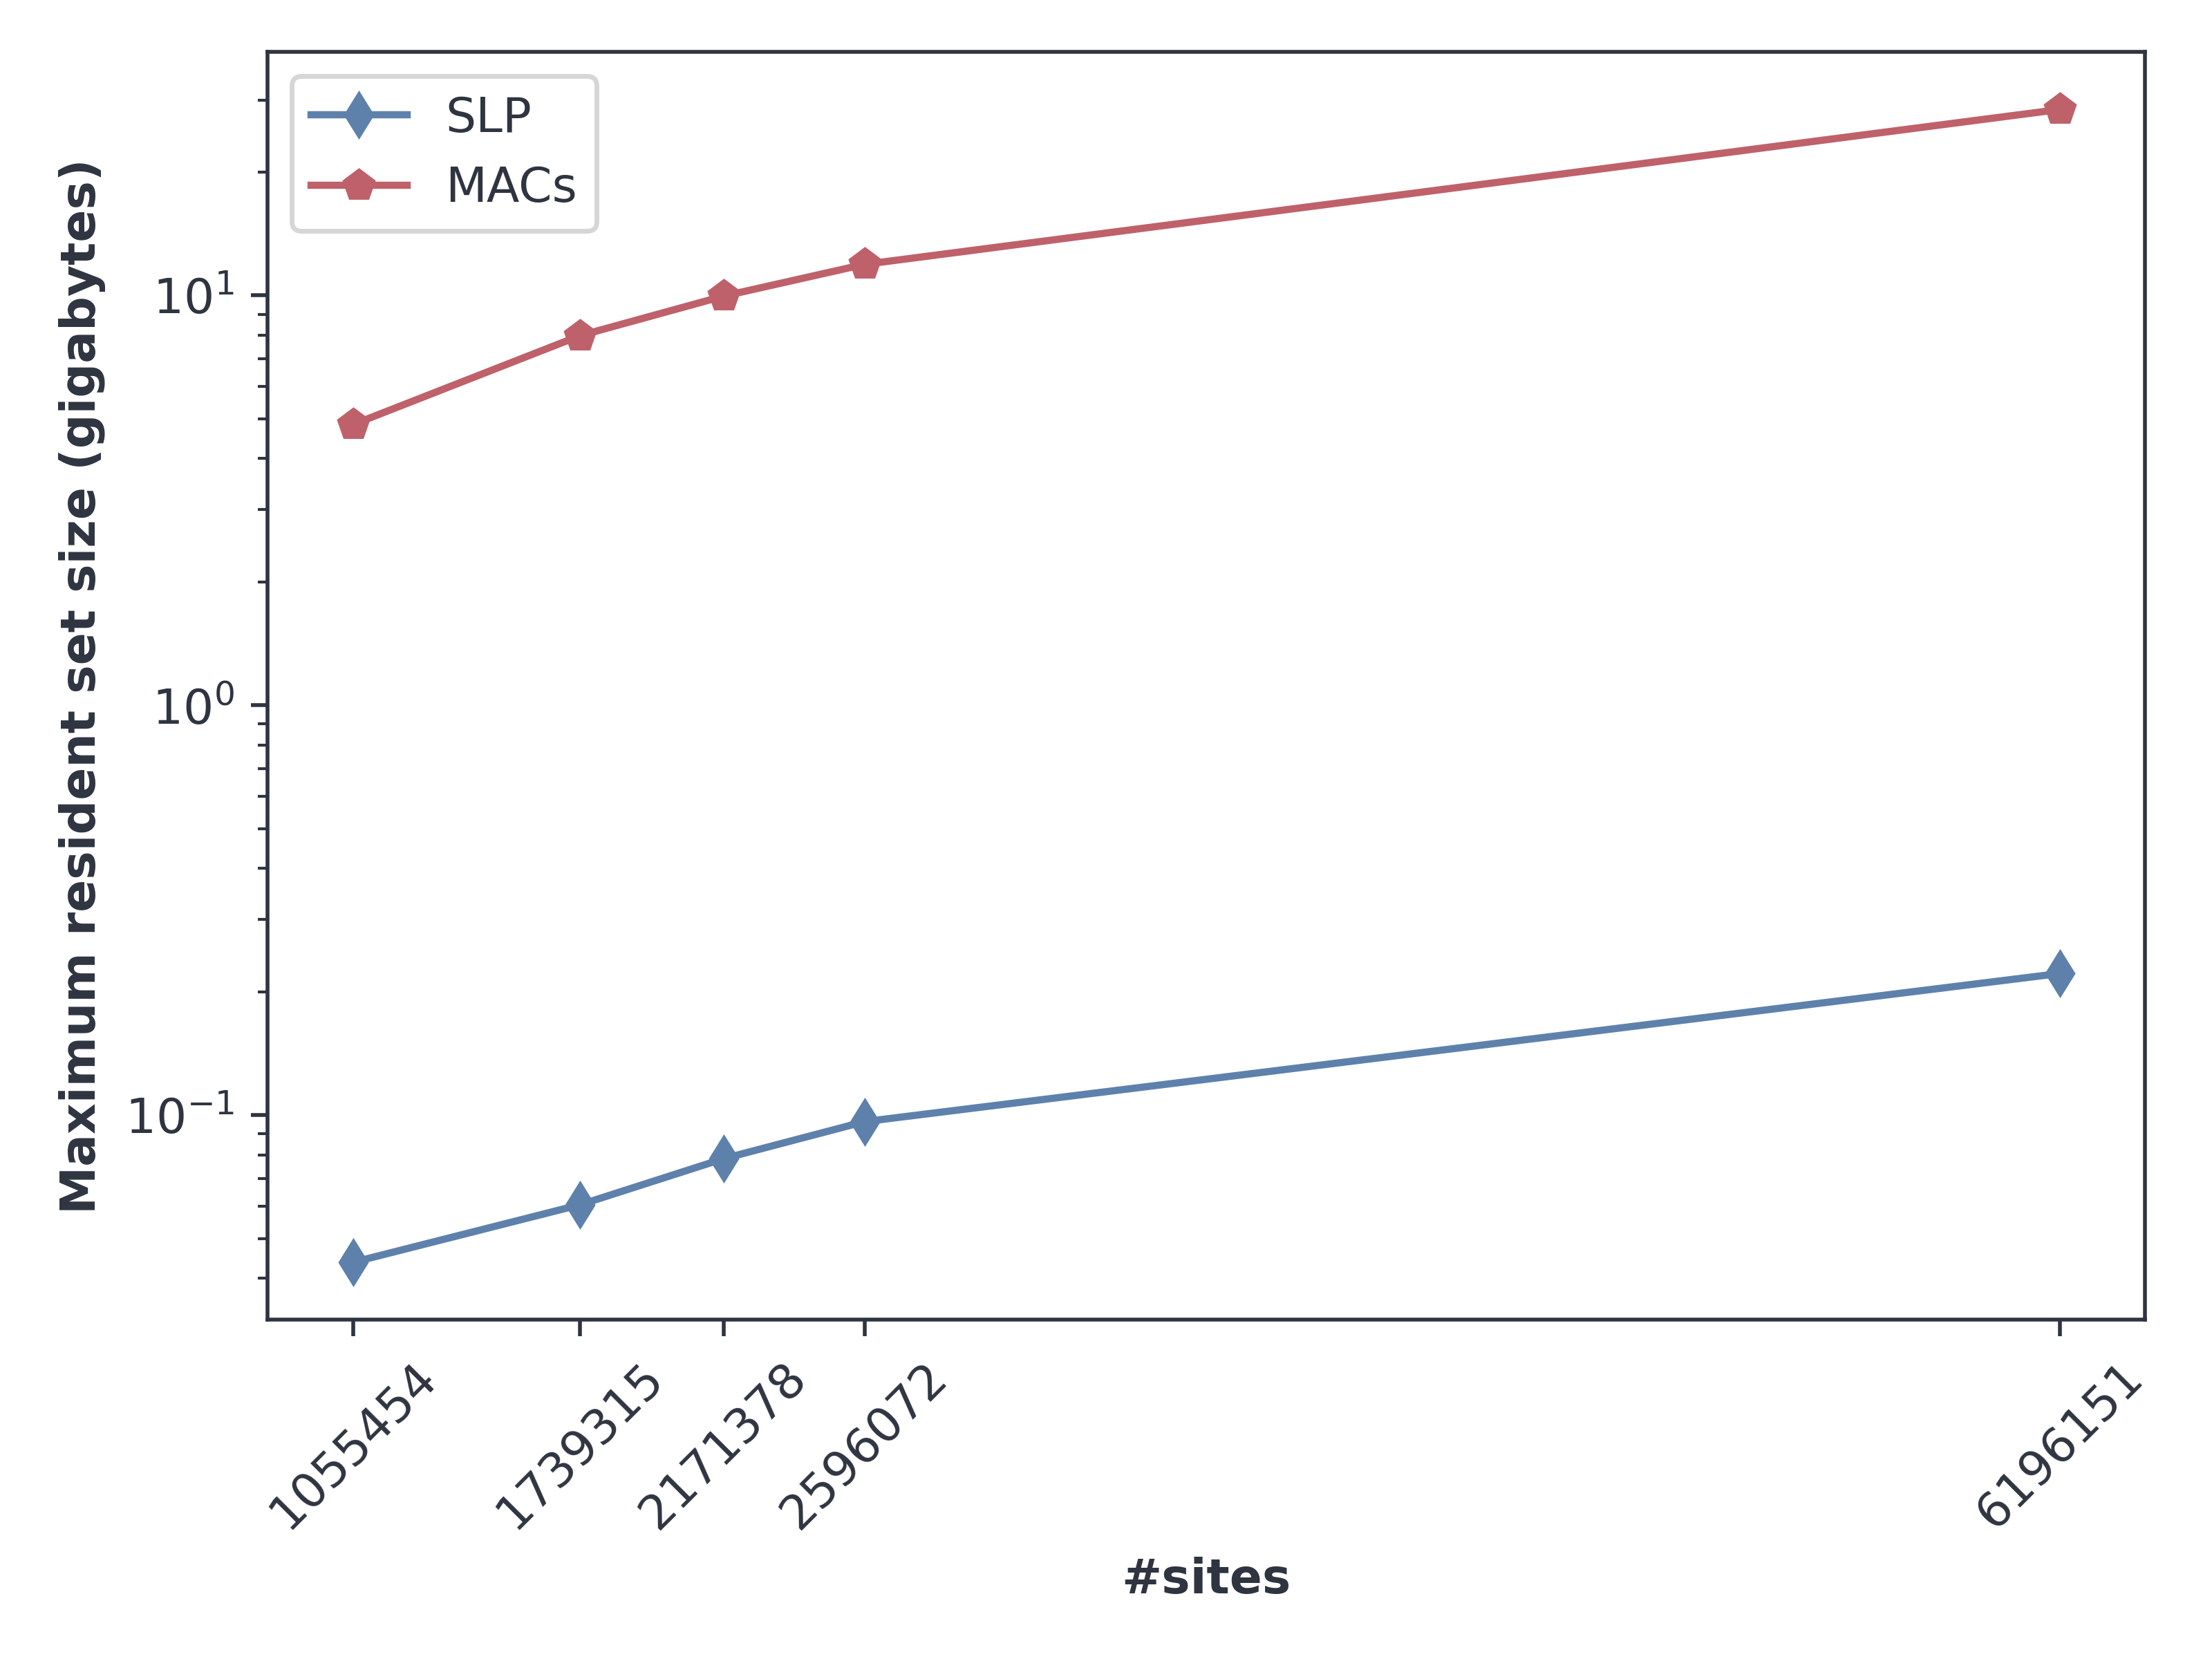 SLP
MACs
Maximum resident set size (gigabytes)
10¹
10⁰
10⁻¹
1055454
1739315
2171378
2596072
6196151
#sites